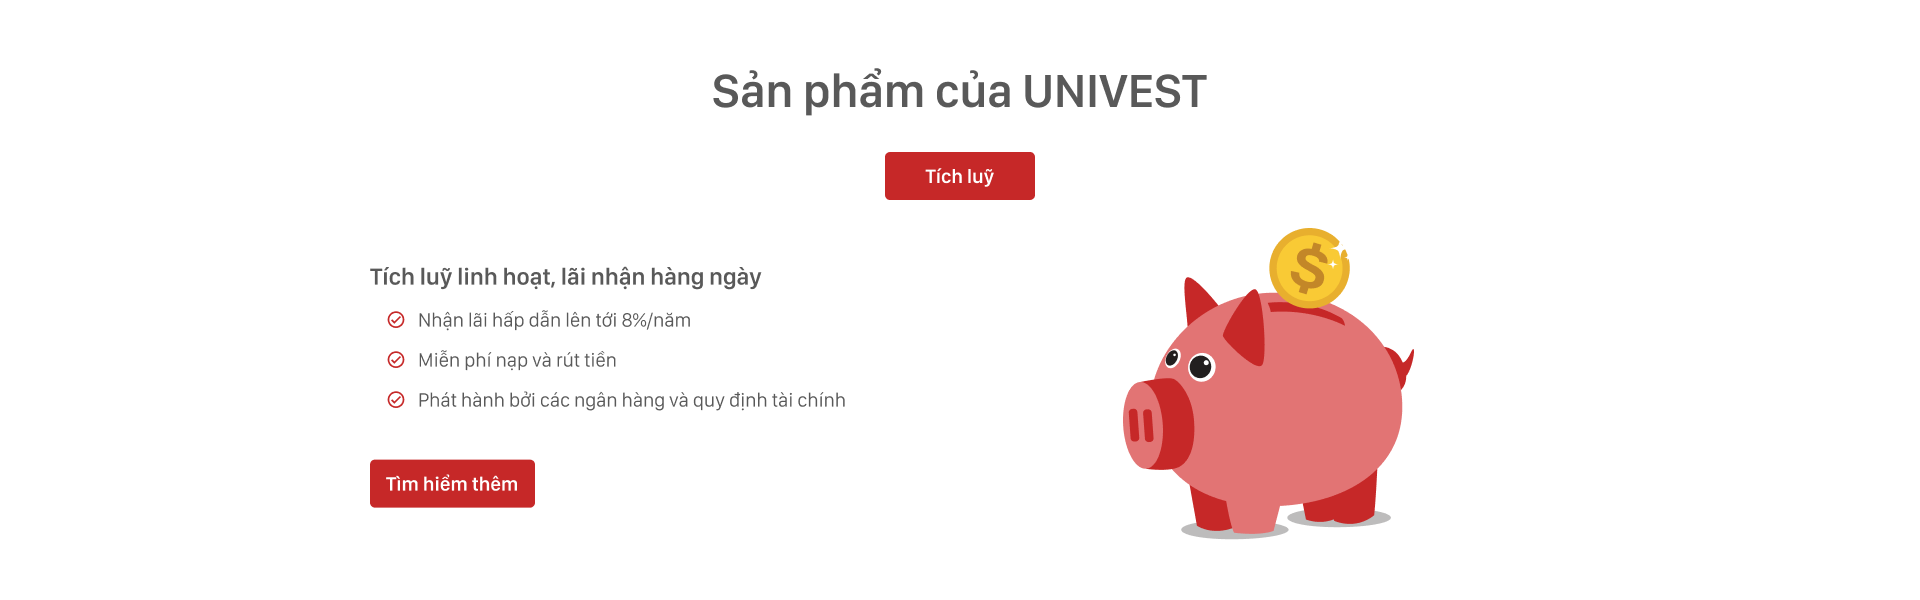 Sản phẩm của UNIVEST
Tích luỹ
Tích luỹ linh hoạt, lãi nhận hàng ngày
Nhận lãi hấp dẫn lên tới 8%/năm
Miễn phí nạp và rút tiền
Phát hành bởi các ngân hàng và quy định tài chính
Tìm hiểm thêm
$